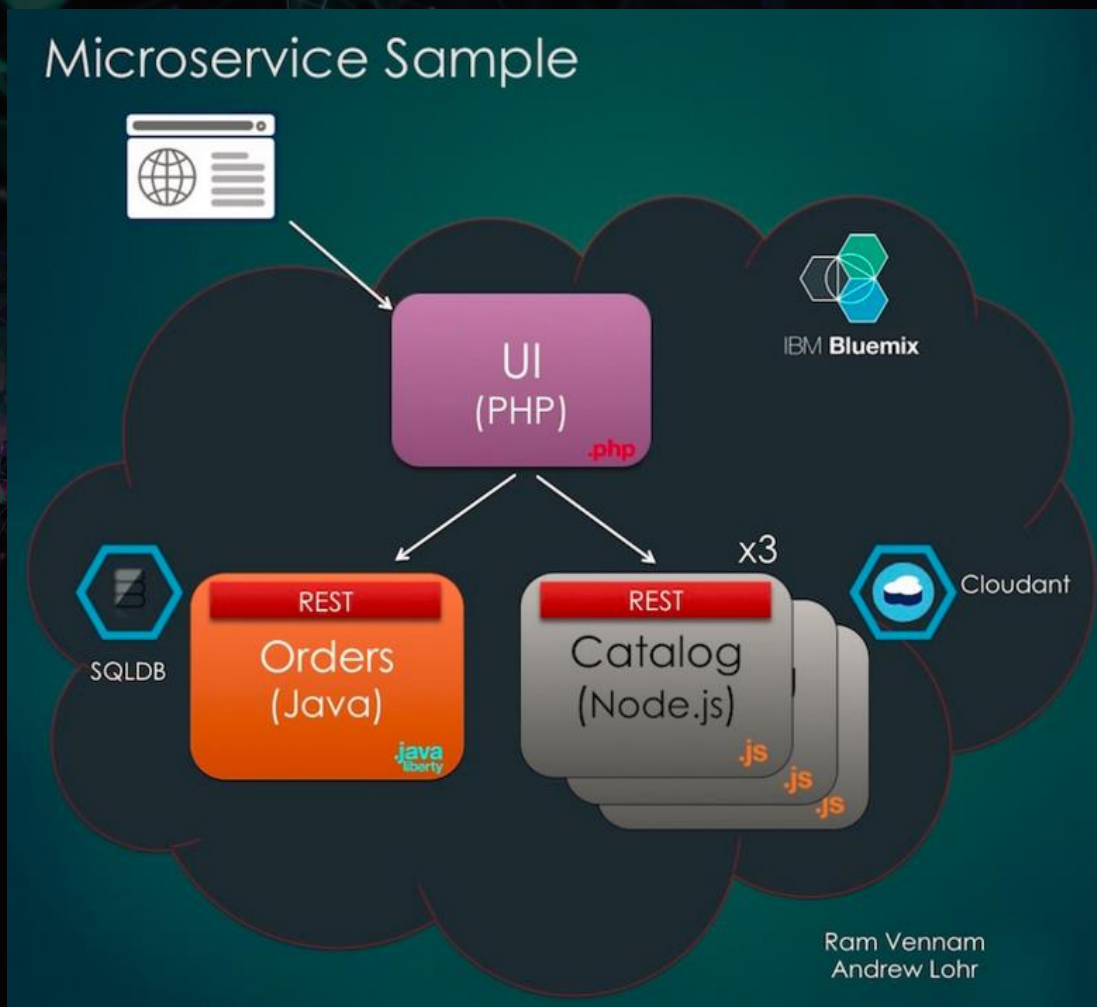 Microservice Sample
IBM Bluemix
UI
(PHP)
.php
x3
SQLDB
REST
Orders
(Java)
.java
liberty
REST
Catalog
(Node.js)
.js
.js
.js
Cloudant
Ram Vennam
Andrew Lohr